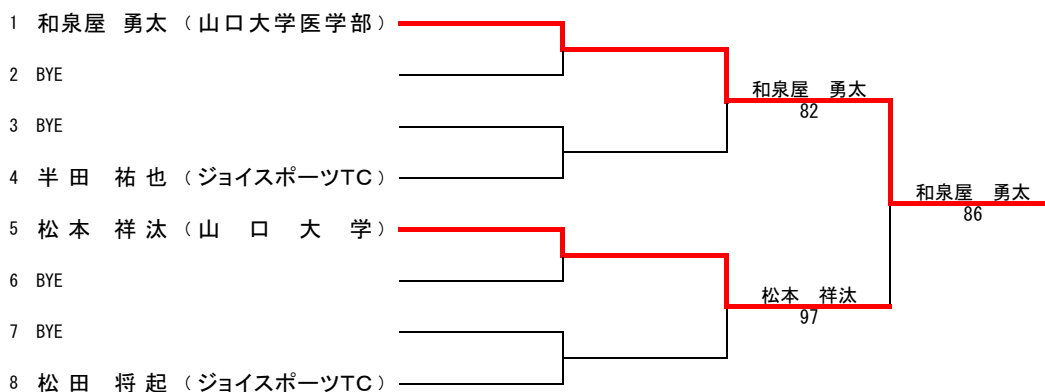 1 和泉屋 勇太 (山口大学医学部)
2 BYE
3 BYE
4 半田 祐也 (ジョイスポーツTC)
5 松本 祥汰 (山口大学)
6 BYE
7 BYE
8 松田 将起 (ジョイスポーツTC)
和泉屋 勇太
82
松本 祥汰
97
和泉屋 勇太
86